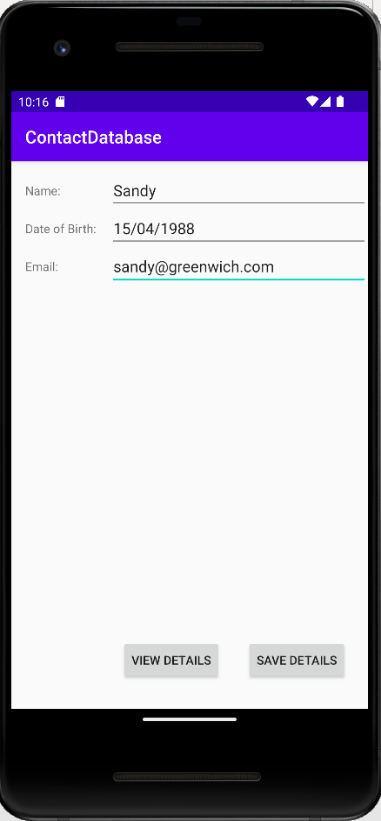 10:16
ContactDatabase
Name: Sandy
Date of Birth: 15/04/1988
Email: sandy@greenwich.com
VIEW DETAILS SAVE DETAILS